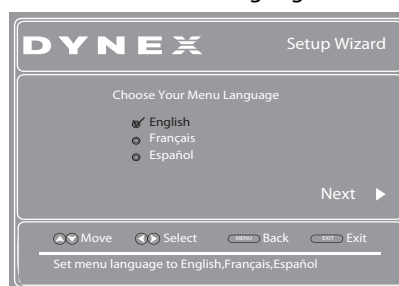 DYNEX Setup Wizard
Choose Your Menu Language
English
Français
Español
Next
Move Select MENU Back EXIT Exit
Set menu language to English,Français,Español